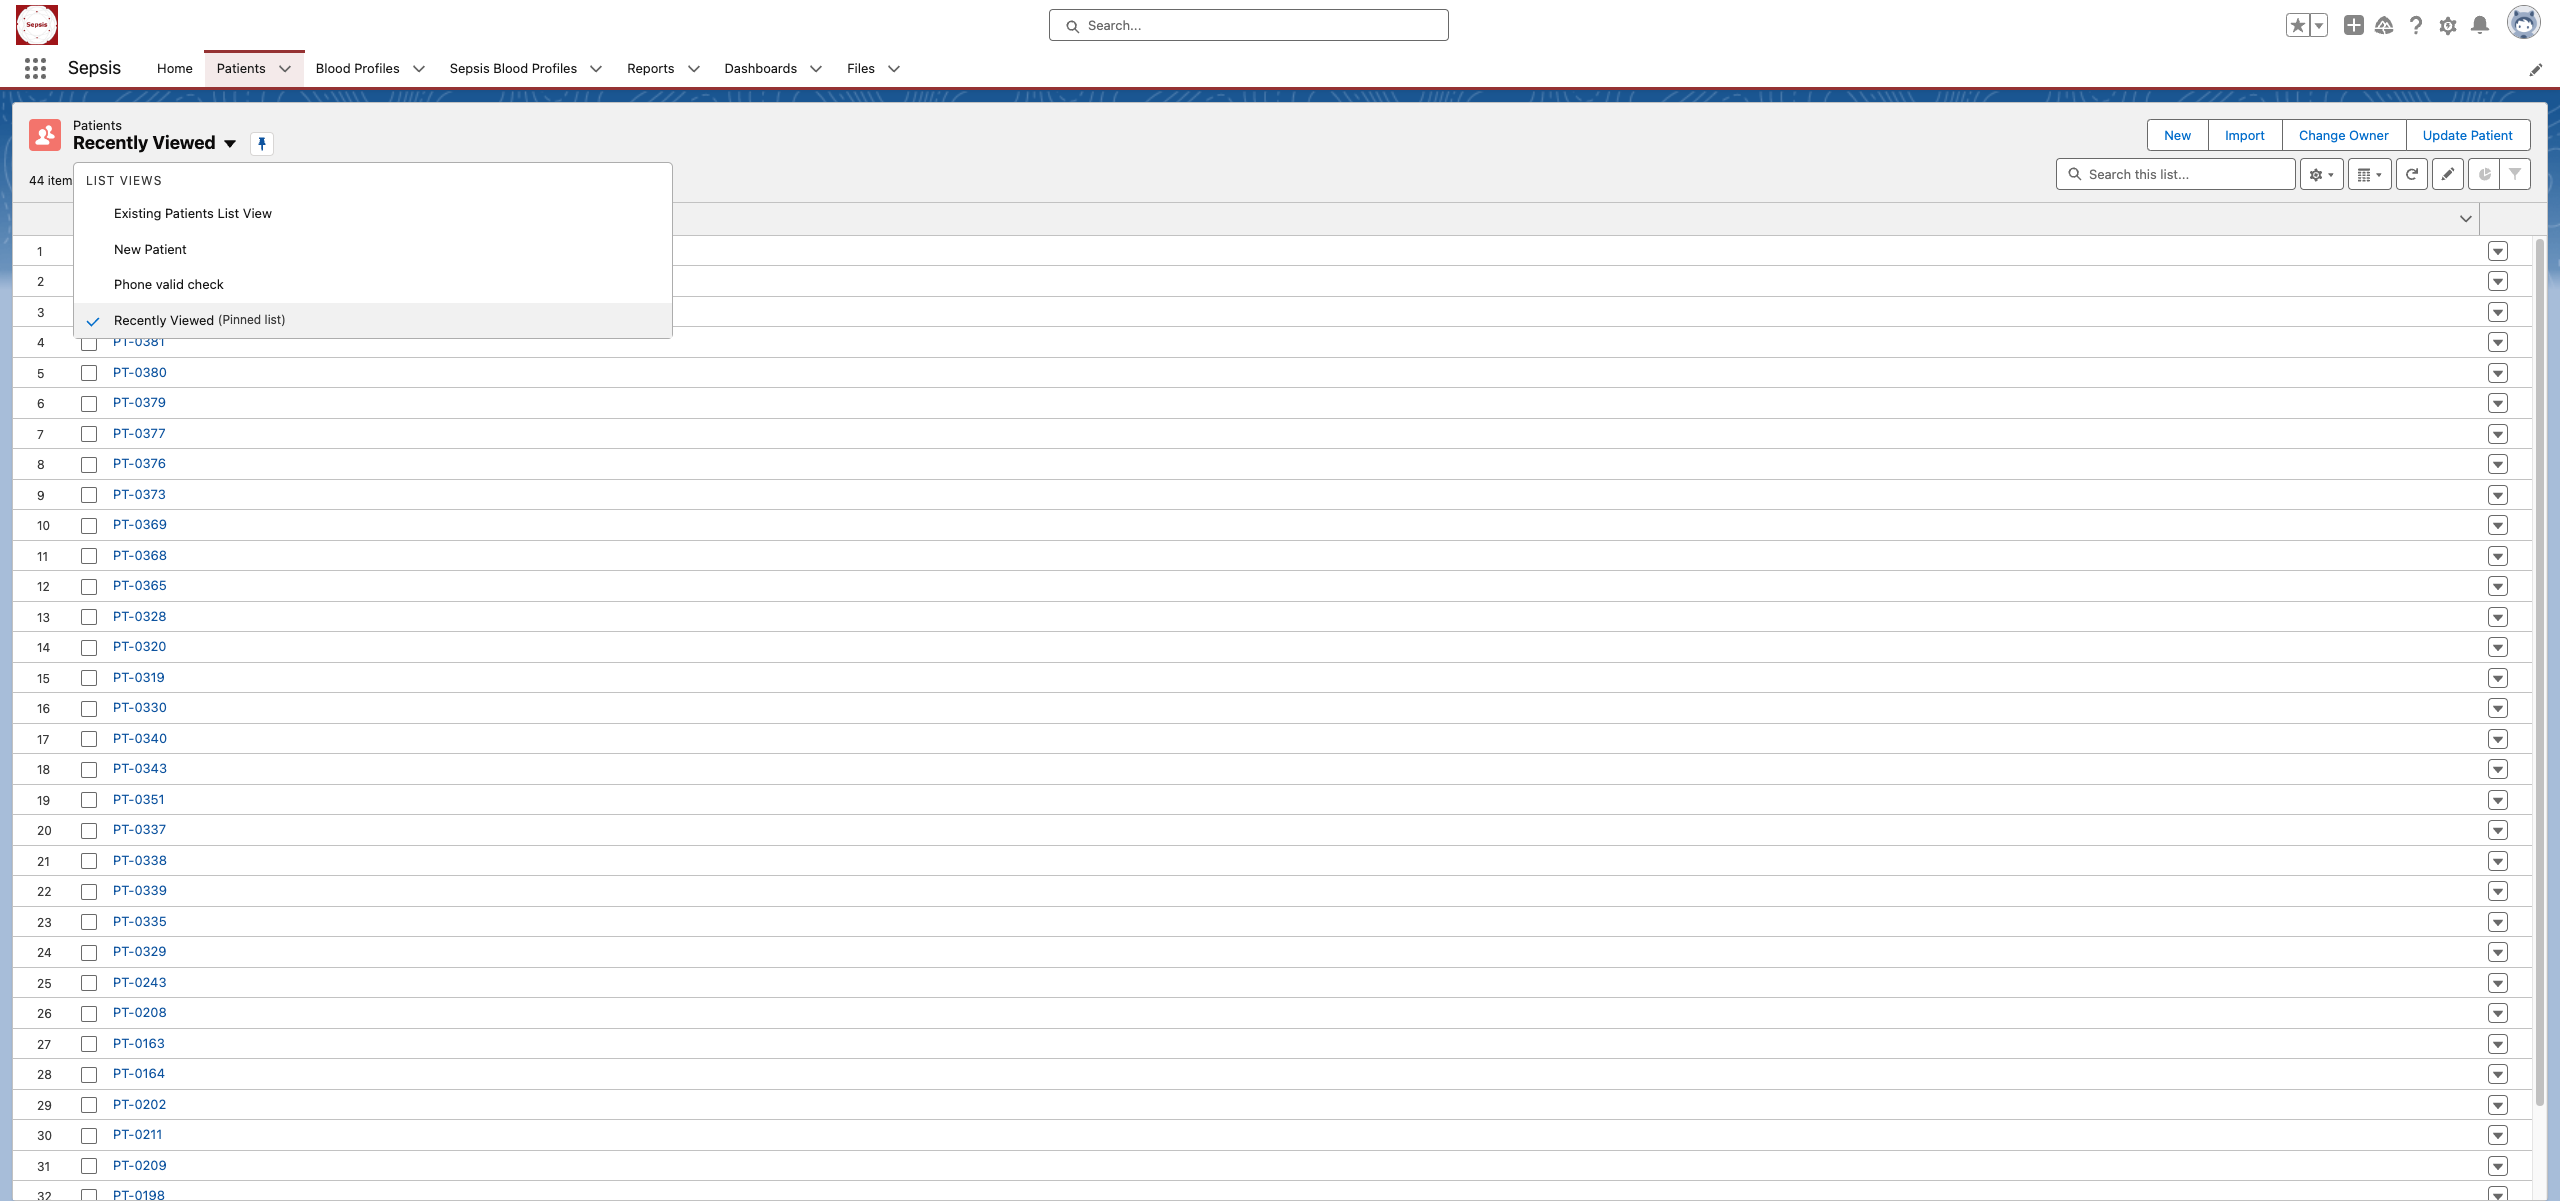 Sepsis
Search...
Sepsis
Home
Patients
Blood Profiles
Sepsis Blood Profiles
Reports
Dashboards
Files
Patients
Recently Viewed
New
Import
Change Owner
Update Patient
44 item
Search this list...
LIST VIEWS
Existing Patients List View
New Patient
Phone valid check
Recently Viewed (Pinned list)
1
2
3
4 PT-0381
5 PT-0380
6 PT-0379
7 PT-0377
8 PT-0376
9 PT-0373
10 PT-0369
11 PT-0368
12 PT-0365
13 PT-0328
14 PT-0320
15 PT-0319
16 PT-0330
17 PT-0340
18 PT-0343
19 PT-0351
20 PT-0337
21 PT-0338
22 PT-0339
23 PT-0335
24 PT-0329
25 PT-0243
26 PT-0208
27 PT-0163
28 PT-0164
29 PT-0202
30 PT-0211
31 PT-0209
32 PT-0198